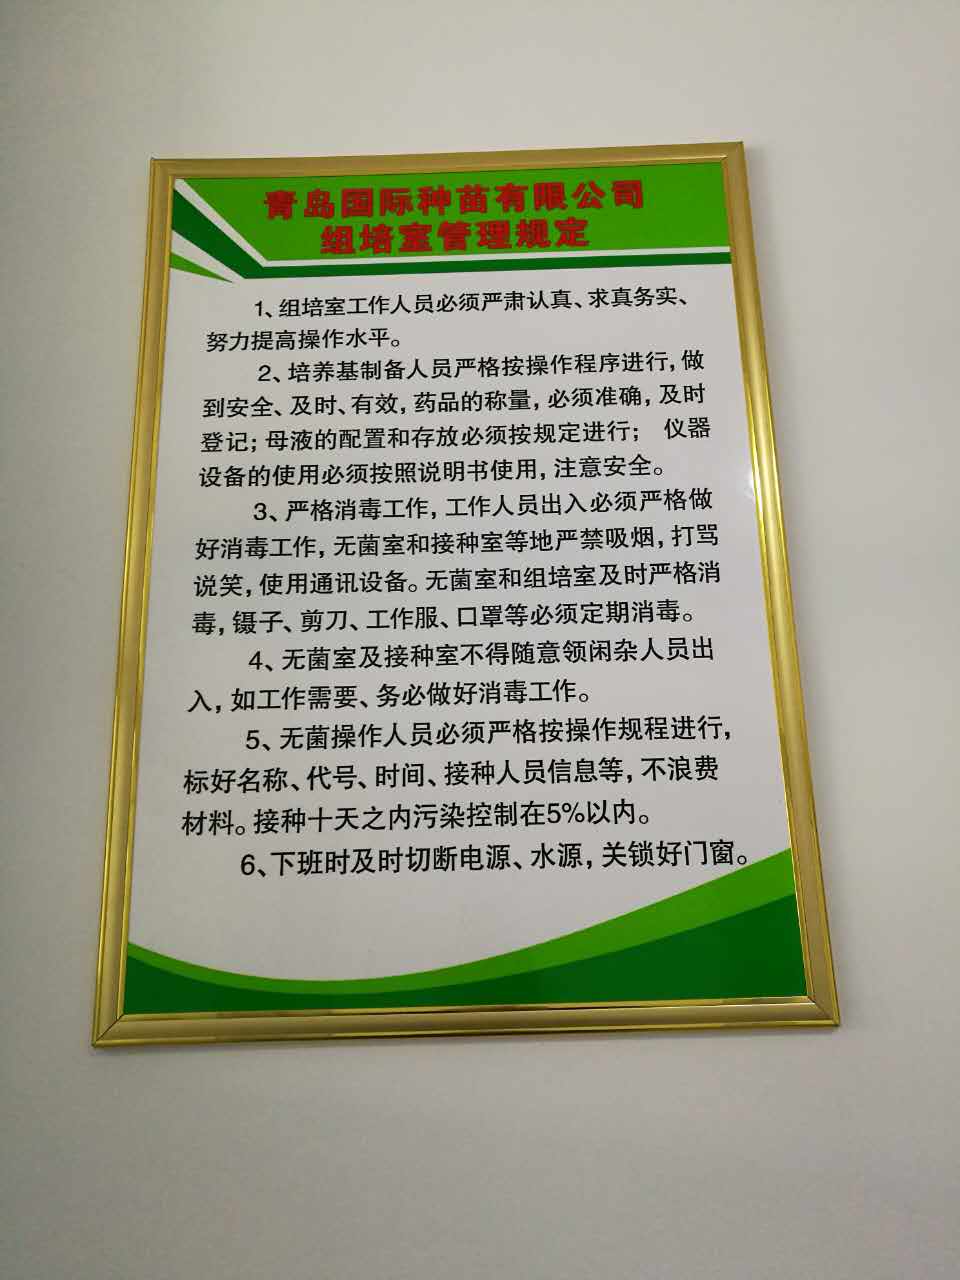 青岛国际种苗有限公司
组培室管理规定
1、组培室工作人员必须严肃认真、求真务实、
努力提高操作水平。
2、培养基制备人员严格按操作程序进行，做
到安全、及时、有效，药品的称量，必须准确，及时
登记；母液的配置和存放必须按规定进行； 仪器
设备的使用必须按照说明书使用，注意安全。
3、严格消毒工作，工作人员出入必须严格做
好消毒工作，无菌室和接种室等地严禁吸烟，打骂
说笑，使用通讯设备。无菌室和组培室及时严格消
毒，镊子、剪刀、工作服、口罩等必须定期消毒。
4、无菌室及接种室不得随意领闲杂人员出
入，如工作需要、务必做好消毒工作。
5、无菌操作人员必须严格按操作规程进行，
标好名称、代号、时间、接种人员信息等，不浪费
材料。接种十天之内污染控制在5%以内。
6、下班时及时切断电源、水源，关锁好门窗。